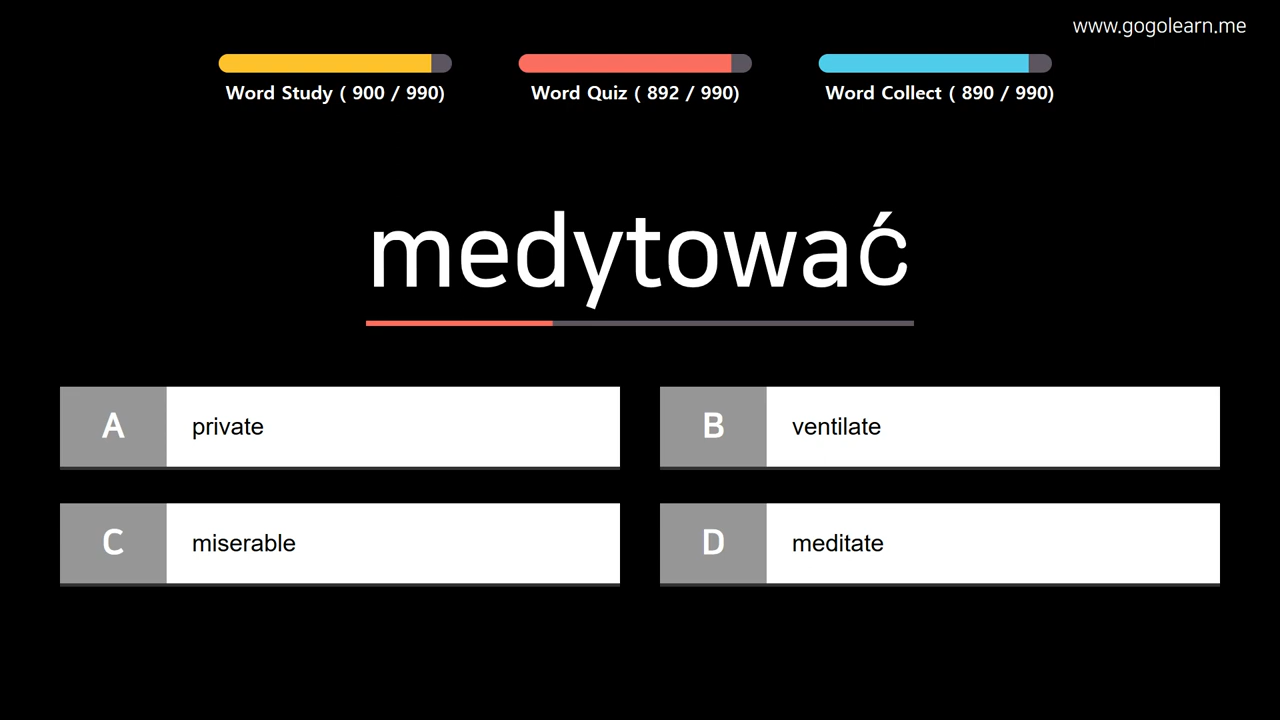 www.gogolearn.me
Word Study ( 900 / 990)
Word Quiz ( 892 / 990)
Word Collect ( 890 / 990)
medytować
A private
B ventilate
C miserable
D meditate